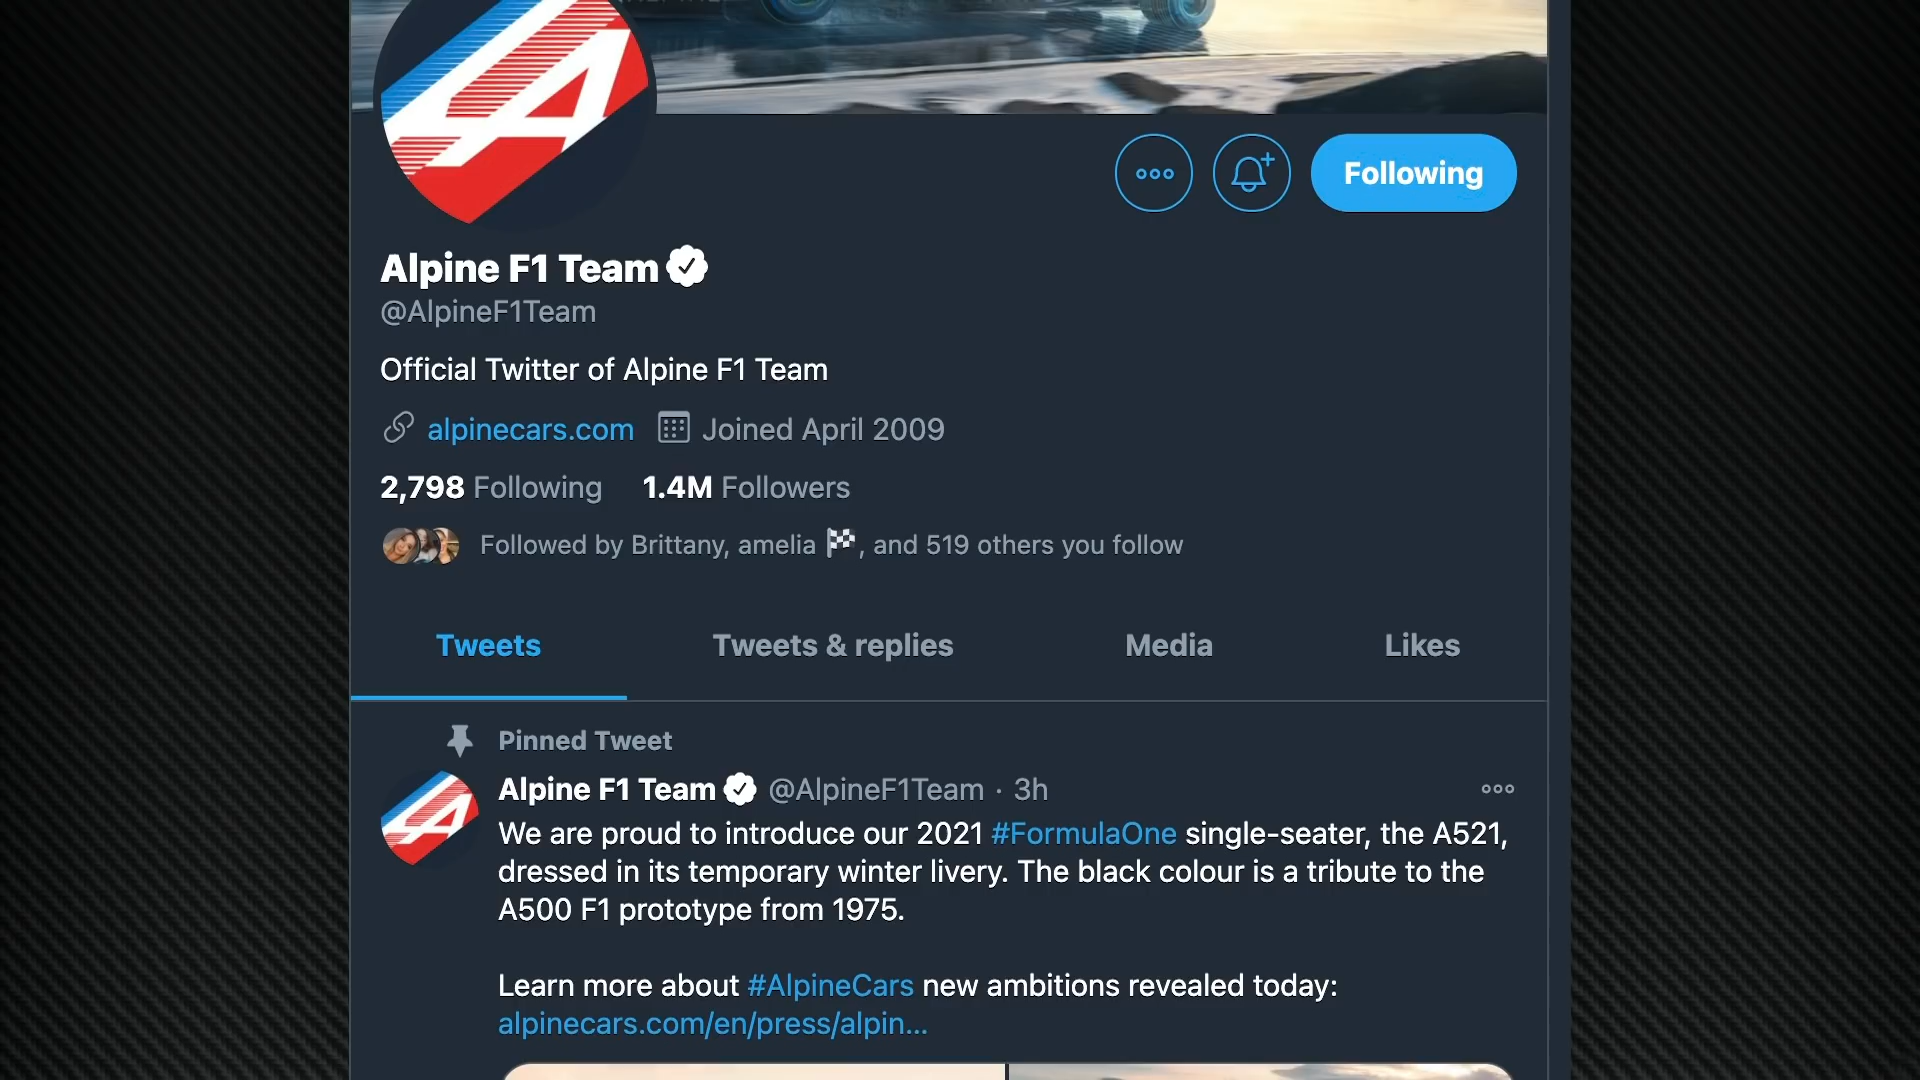 Following
Alpine F1 Team
@AlpineF1Team
Official Twitter of Alpine F1 Team
alpinecars.com Joined April 2009
2,798 Following 1.4M Followers
Followed by Brittany, amelia 🏁, and 519 others you follow
Tweets Tweets & replies Media Likes
Pinned Tweet
Alpine F1 Team @AlpineF1Team · 3h
We are proud to introduce our 2021 #FormulaOne single-seater, the A521,
dressed in its temporary winter livery. The black colour is a tribute to the
A500 F1 prototype from 1975.
Learn more about #AlpineCars new ambitions revealed today:
alpinecars.com/en/press/alpin...